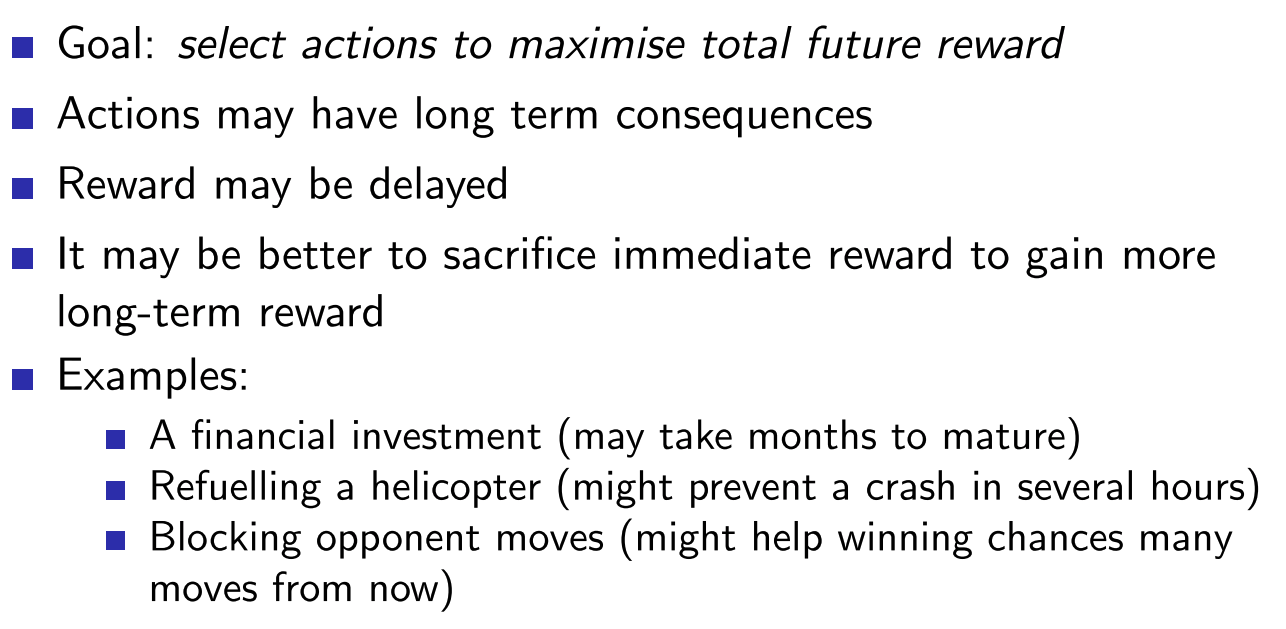 Goal: select actions to maximise total future reward
Actions may have long term consequences
Reward may be delayed
It may be better to sacrifice immediate reward to gain more
long-term reward
Examples:
A financial investment (may take months to mature)
Refuelling a helicopter (might prevent a crash in several hours)
Blocking opponent moves (might help winning chances many
moves from now)